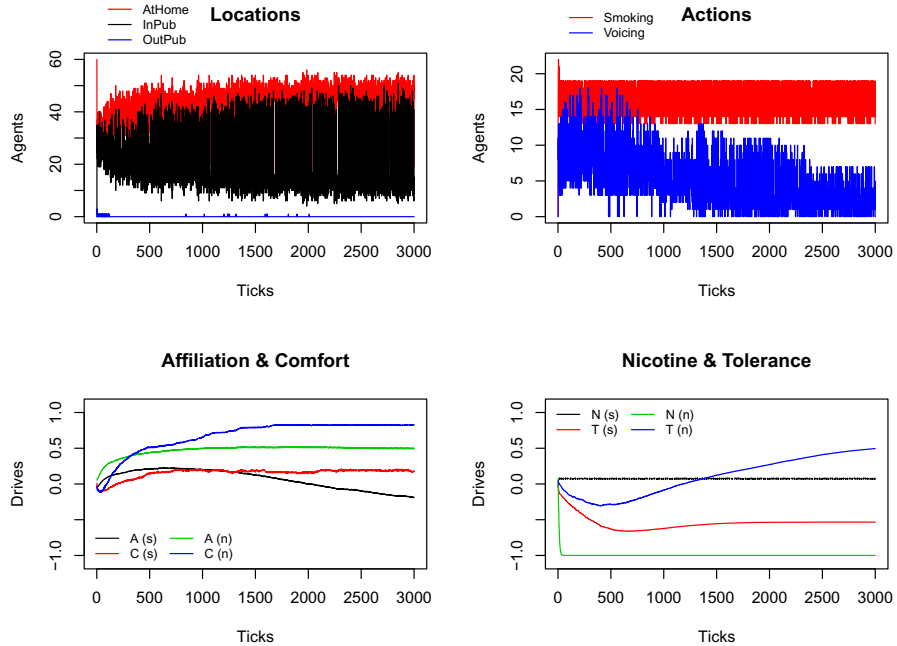 Locations
AtHome
InPub
OutPub
Agents
0
20
40
60
0 500 1000 1500 2000 2500 3000
Ticks
Actions
Smoking
Voicing
Agents
0
5
10
15
20
0 500 1000 1500 2000 2500 3000
Ticks
Affiliation & Comfort
Drives
1.0
0.5
0.0
−1.0
A (s) A (n)
C (s) C (n)
0 500 1000 1500 2000 2500 3000
Ticks
Nicotine & Tolerance
Drives
1.0
0.5
0.0
−1.0
N (s) N (n)
T (s) T (n)
0 500 1000 1500 2000 2500 3000
Ticks